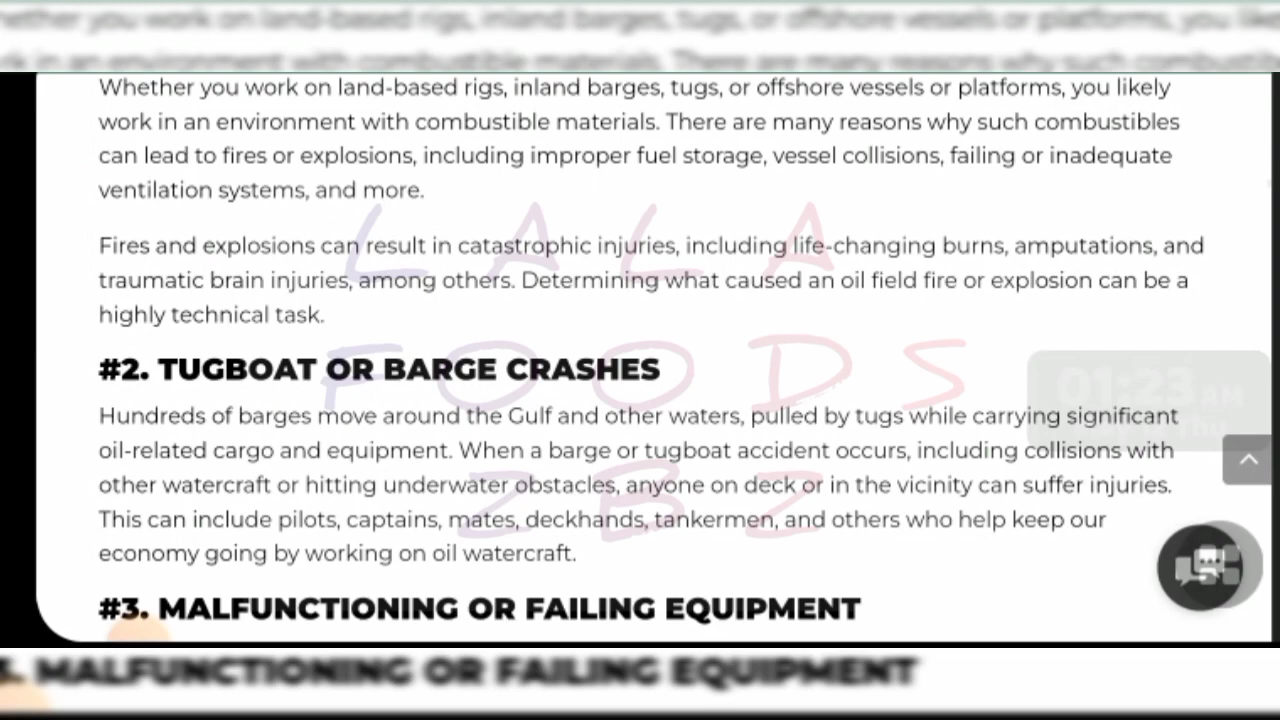 Whether you work on land-based rigs, inland barges, tugs, or offshore vessels or platforms, you likely
work in an environment with combustible materials. There are many reasons why such combustibles
can lead to fires or explosions, including improper fuel storage, vessel collisions, failing or inadequate
ventilation systems, and more.
Fires and explosions can result in catastrophic injuries, including life-changing burns, amputations, and
traumatic brain injuries, among others. Determining what caused an oil field fire or explosion can be a
highly technical task.
LALA
#2. TUGBOAT OR BARGE CRASHES
FOODS
01:23 AM
Hundreds of barges move around the Gulf and other waters, pulled by tugs while carrying significant
oil-related cargo and equipment. When a barge or tugboat accident occurs, including collisions with
other watercraft or hitting underwater obstacles, anyone on deck or in the vicinity can suffer injuries.
This can include pilots, captains, mates, deckhands, tankermen, and others who help keep our
economy going by working on oil watercraft.
ZBZ
#3. MALFUNCTIONING OR FAILING EQUIPMENT
MALFUNCTIONING OR FAILING EQUIPMENT